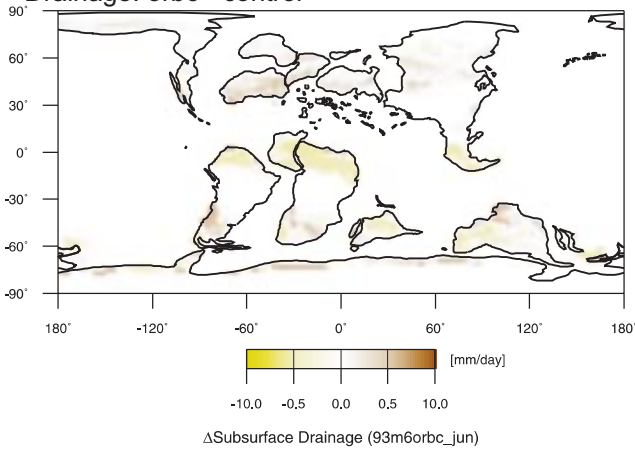 Drainage: orbc - control
90°
60°
30°
0°
-30°
-60°
-90°
180° -120° -60° 0° 60° 120° 180°
[mm/day]
-10.0 -0.5 0.0 0.5 10.0
ΔSubsurface Drainage (93m6orbc_jun)